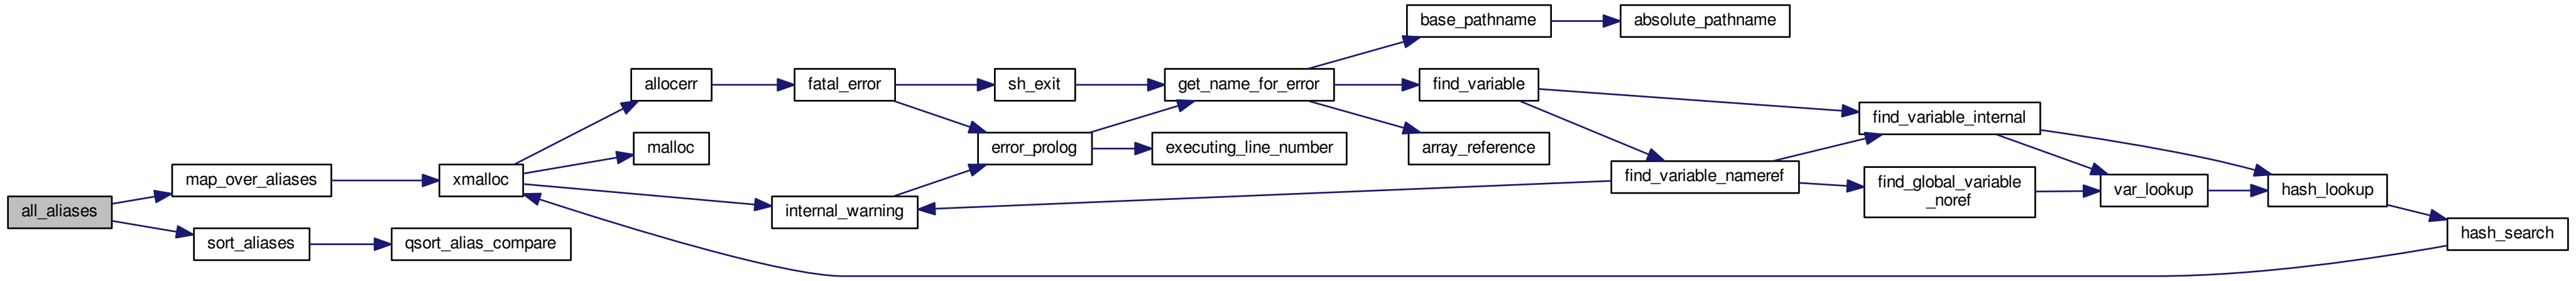 all_aliases
map_over_aliases
sort_aliases
qsort_alias_compare
xmalloc
allocerr
malloc
internal_warning
fatal_error
sh_exit
error_prolog
get_name_for_error
executing_line_number
base_pathname
absolute_pathname
find_variable
array_reference
find_variable_nameref
find_variable_internal
find_global_variable
_noref
var_lookup
hash_lookup
hash_search